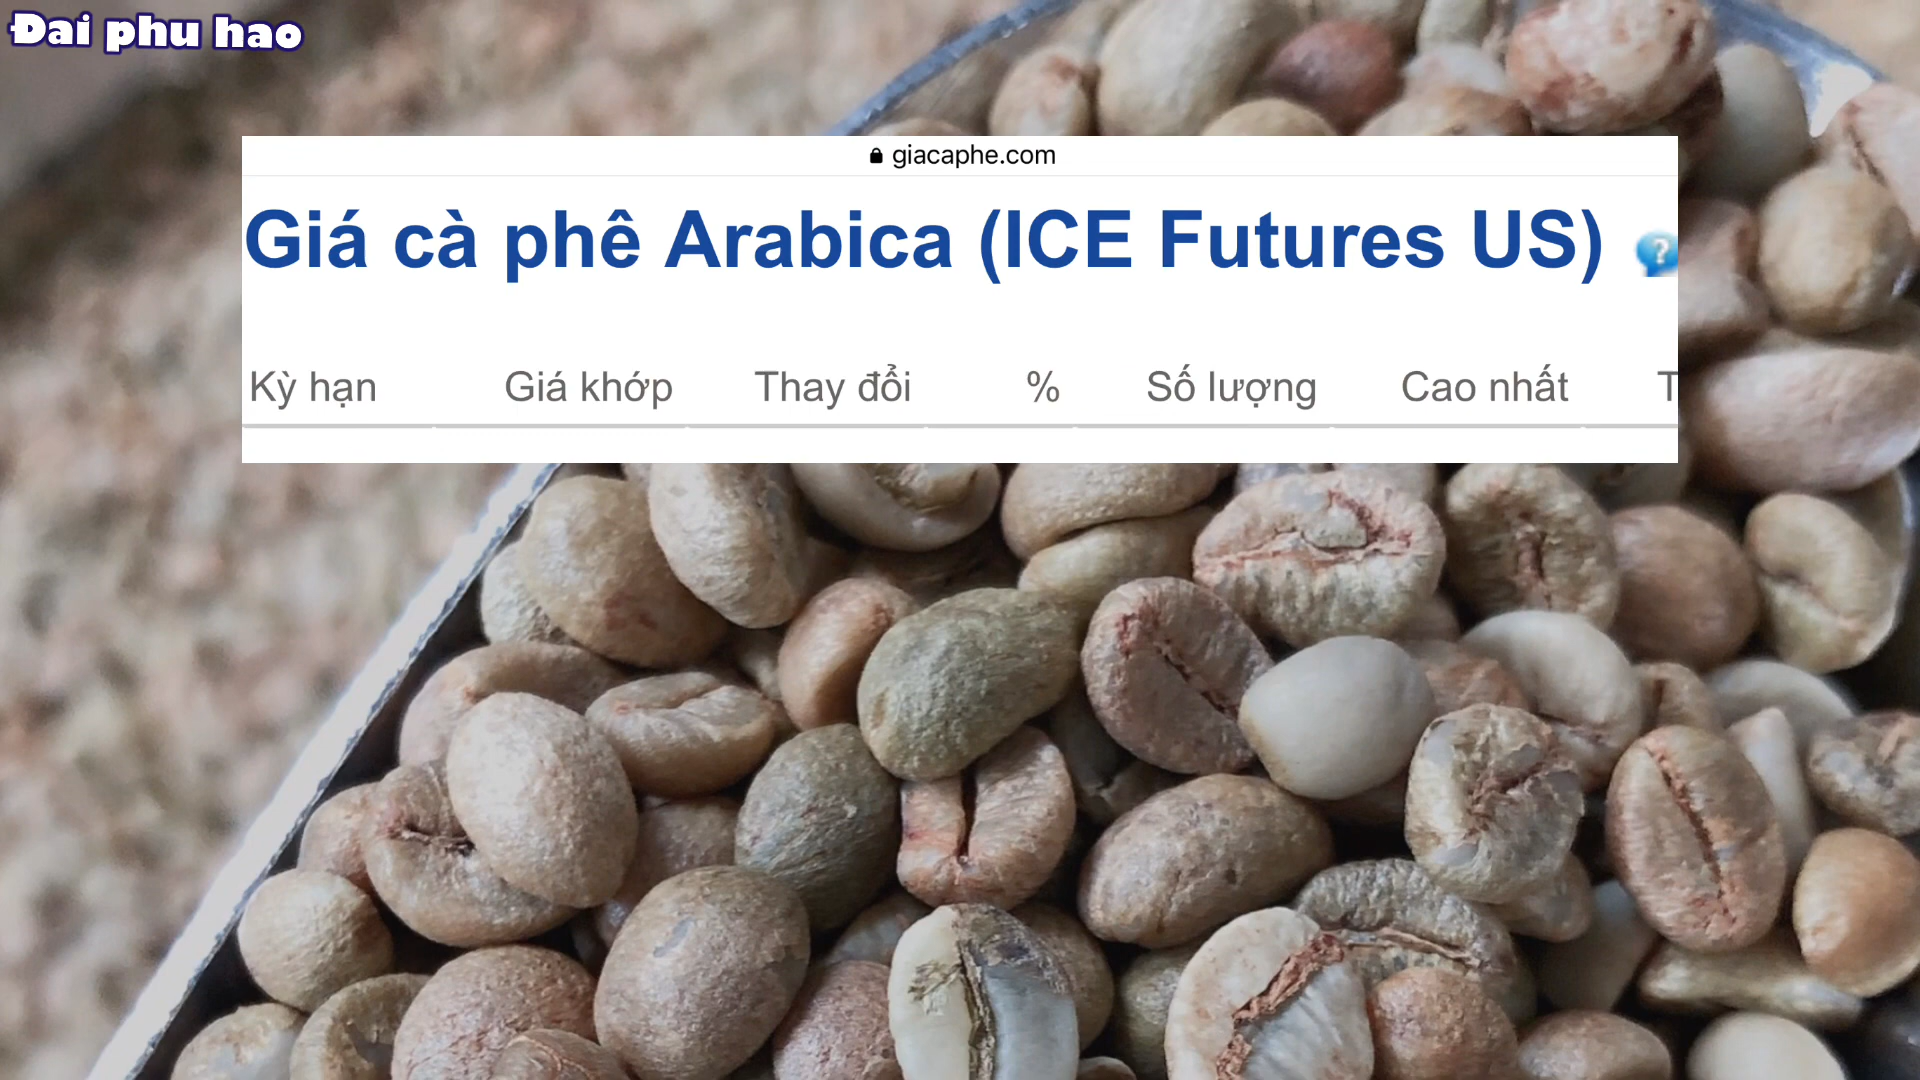 Đai phu hao
giacaphe.com
Giá cà phê Arabica (ICE Futures US)
Kỳ hạn Giá khớp Thay đổi % Số lượng Cao nhất T